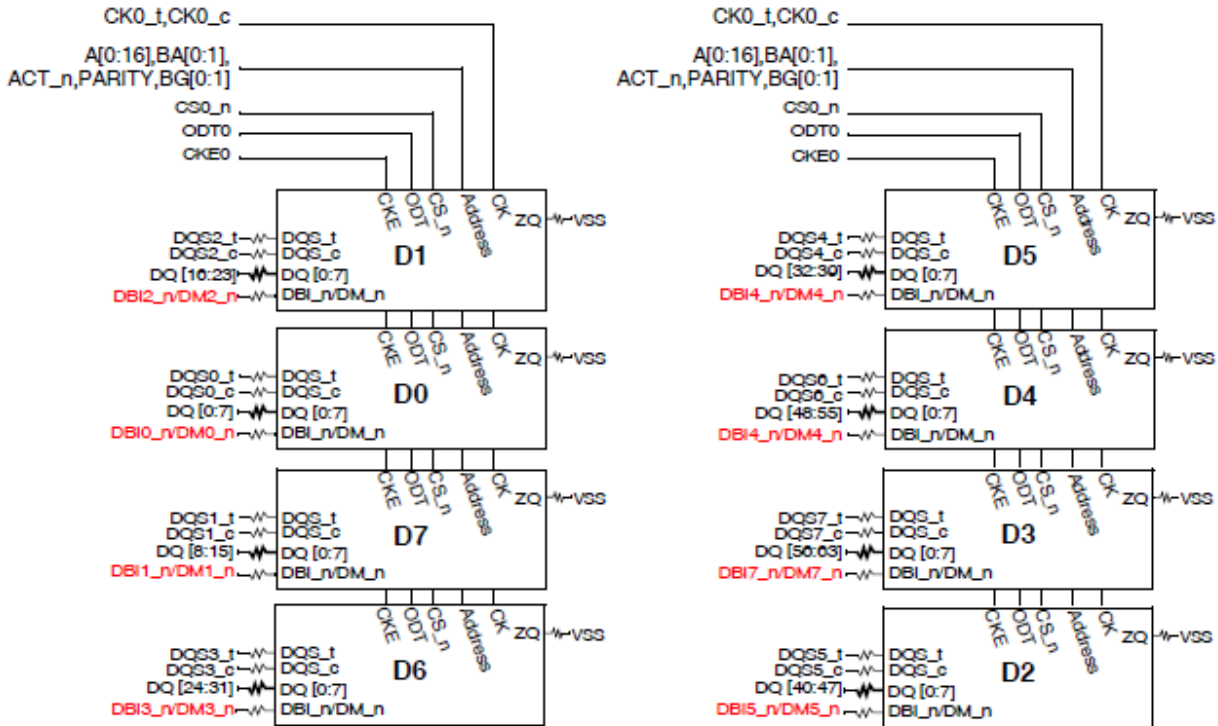 CK0_t,CK0_c
A[0:16],BA[0:1],
ACT_n,PARITY,BG[0:1]
CS0_n
ODT0
CKE0
CKE ODT CS_n Address CK ZQ VSS
DQS2_t DQS_t
DQS2_c DQS_c
D1
DQ [16:23] DQ [0:7]
DBI2_n/DM2_n DBI_n/DM_n
CKE ODT CS_n Address CK ZQ VSS
DQS0_t DQS_t
DQS0_c DQS_c
D0
DQ [0:7] DQ [0:7]
DBI0_n/DM0_n DBI_n/DM_n
CKE ODT CS_n Address CK ZQ VSS
DQS1_t DQS_t
DQS1_c DQS_c
D7
DQ [8:15] DQ [0:7]
DBI1_n/DM1_n DBI_n/DM_n
CKE ODT CS_n Address CK ZQ VSS
DQS3_t DQS_t
DQS3_c DQS_c
D6
DQ [24:31] DQ [0:7]
DBI3_n/DM3_n DBI_n/DM_n
CK0_t,CK0_c
A[0:16],BA[0:1],
ACT_n,PARITY,BG[0:1]
CS0_n
ODT0
CKE0
CKE ODT CS_n Address CK ZQ VSS
DQS4_t DQS_t
DQS4_c DQS_c
D5
DQ [32:39] DQ [0:7]
DBI4_n/DM4_n DBI_n/DM_n
CKE ODT CS_n Address CK ZQ VSS
DQS6_t DQS_t
DQS6_c DQS_c
D4
DQ [48:55] DQ [0:7]
DBI4_n/DM4_n DBI_n/DM_n
CKE ODT CS_n Address CK ZQ VSS
DQS7_t DQS_t
DQS7_c DQS_c
D3
DQ [56:63] DQ [0:7]
DBI7_n/DM7_n DBI_n/DM_n
CKE ODT CS_n Address CK ZQ VSS
DQS5_t DQS_t
DQS5_c DQS_c
D2
DQ [40:47] DQ [0:7]
DBI5_n/DM5_n DBI_n/DM_n